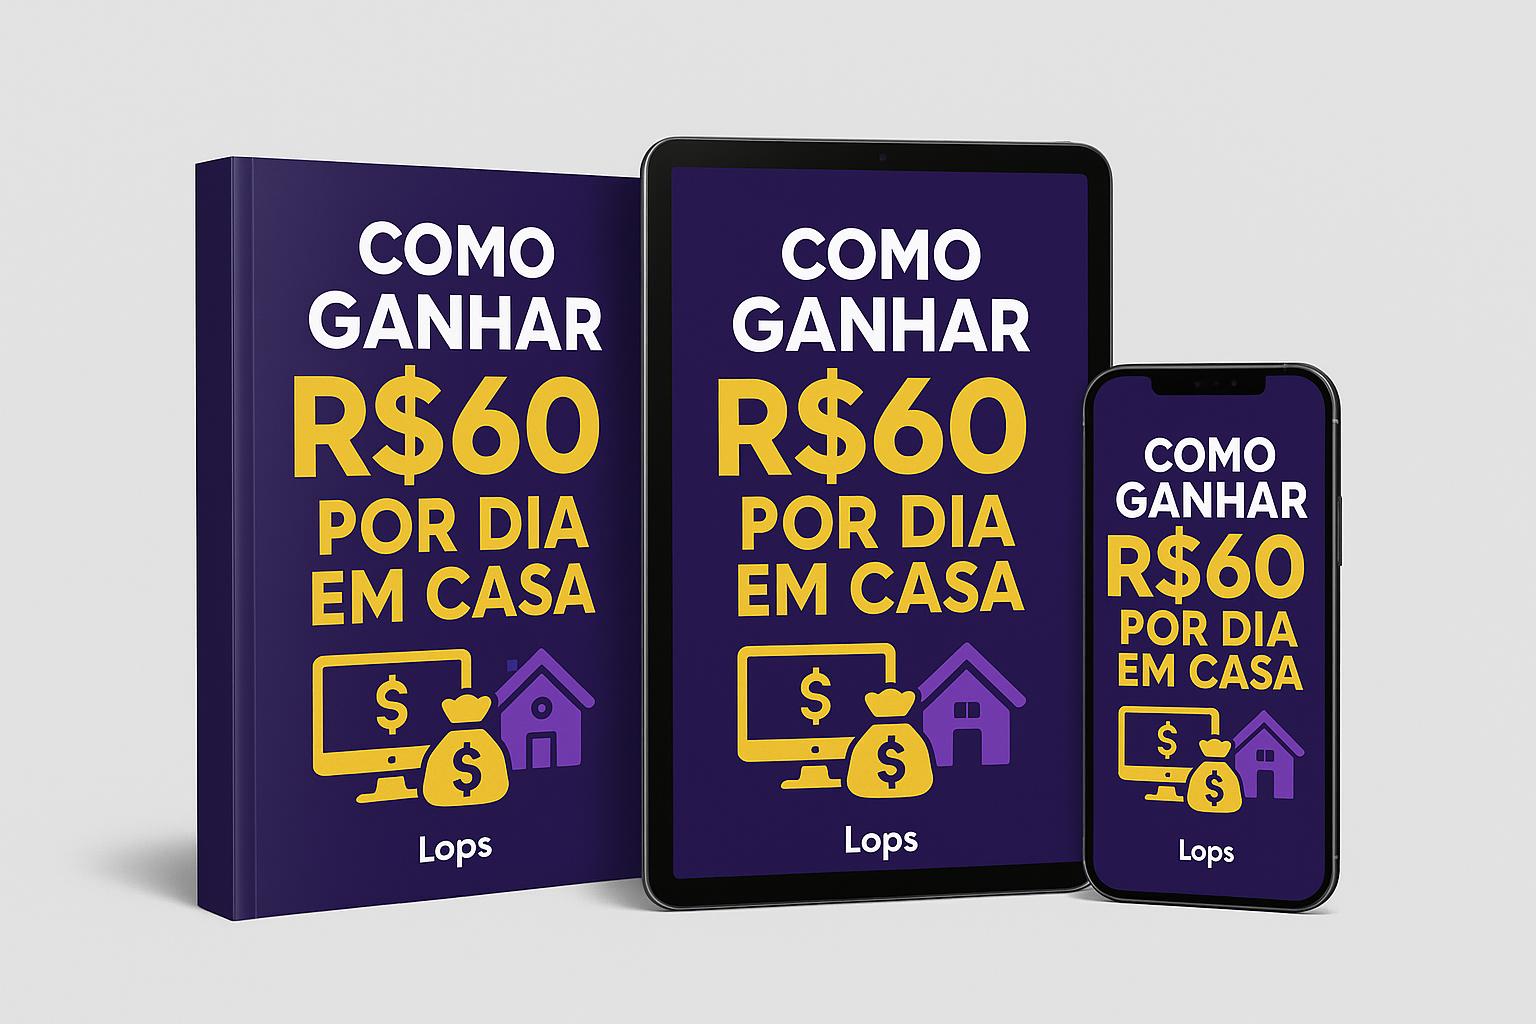 COMO
GANHAR
R$60
POR DIA
EM CASA
$
$
Lops
COMO
GANHAR
R$60
POR DIA
EM CASA
$
$
Lops
COMO
GANHAR
R$60
POR DIA
EM CASA
$
$
Lops